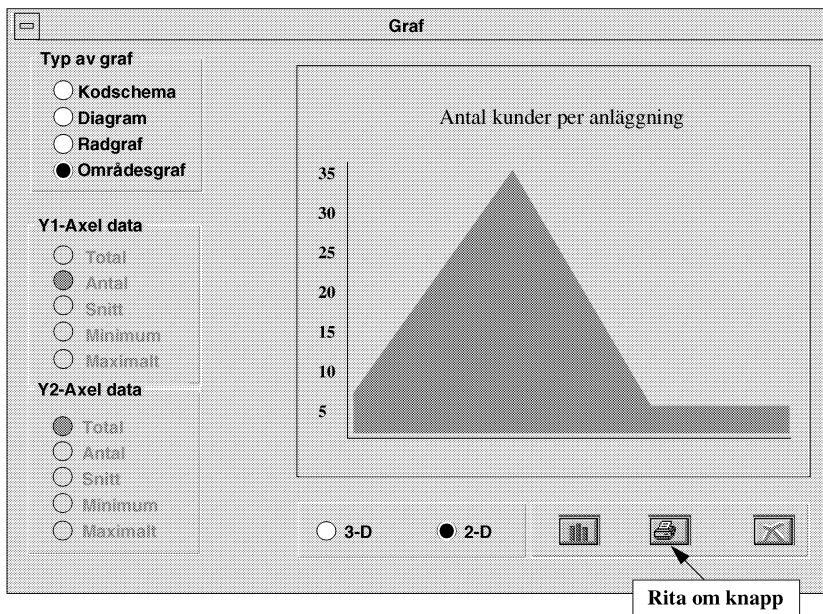 Graf
Typ av graf
Kodschema
Diagram
Radgraf
Områdesgraf
Y1-Axel data
Total
Antal
Snitt
Minimum
Maximalt
Y2-Axel data
Total
Antal
Snitt
Minimum
Maximalt
Antal kunder per anläggning
35
30
25
20
15
10
5
3-D
2-D
Rita om knapp